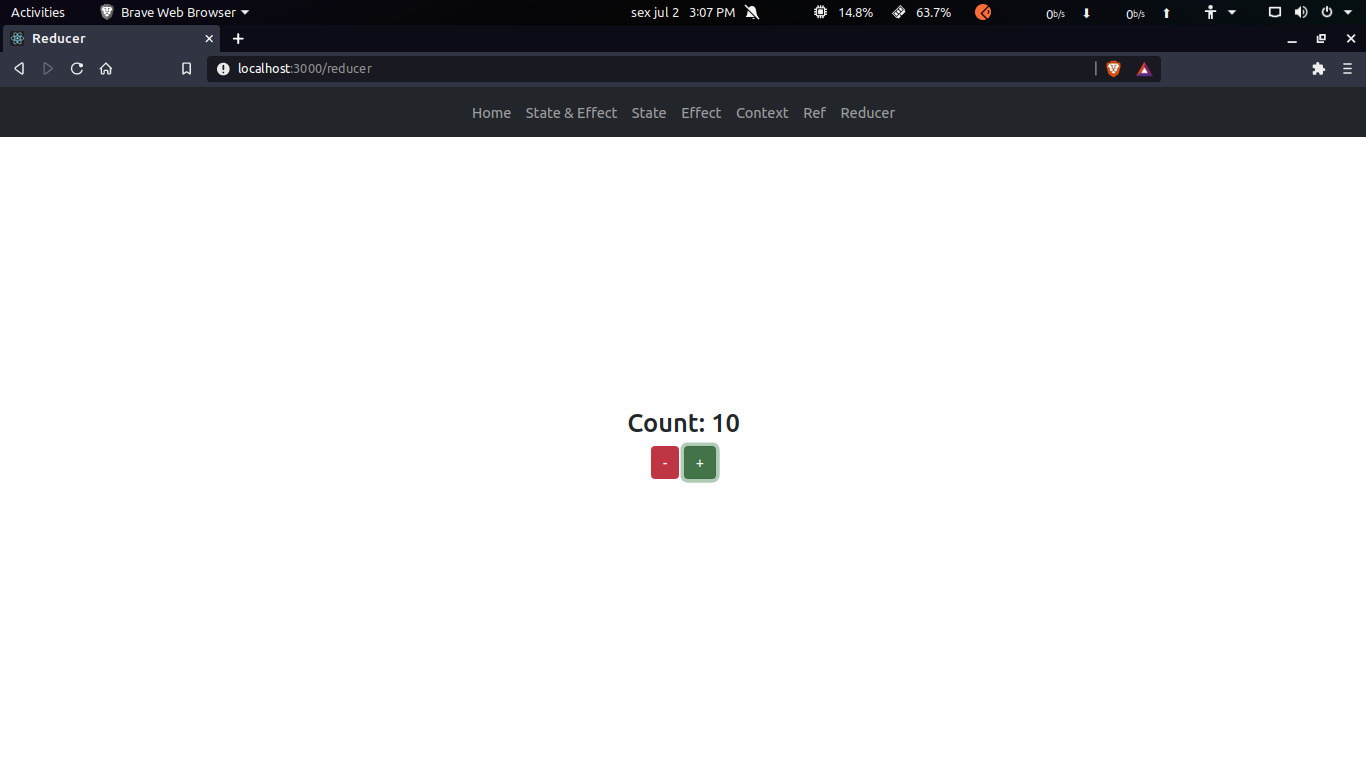 Activities Brave Web Browser sex jul 2 3:07 PM 14.8% 63.7% 0b/s 0b/s
Reducer
localhost:3000/reducer
Home State & Effect State Effect Context Ref Reducer
Count: 10
- +